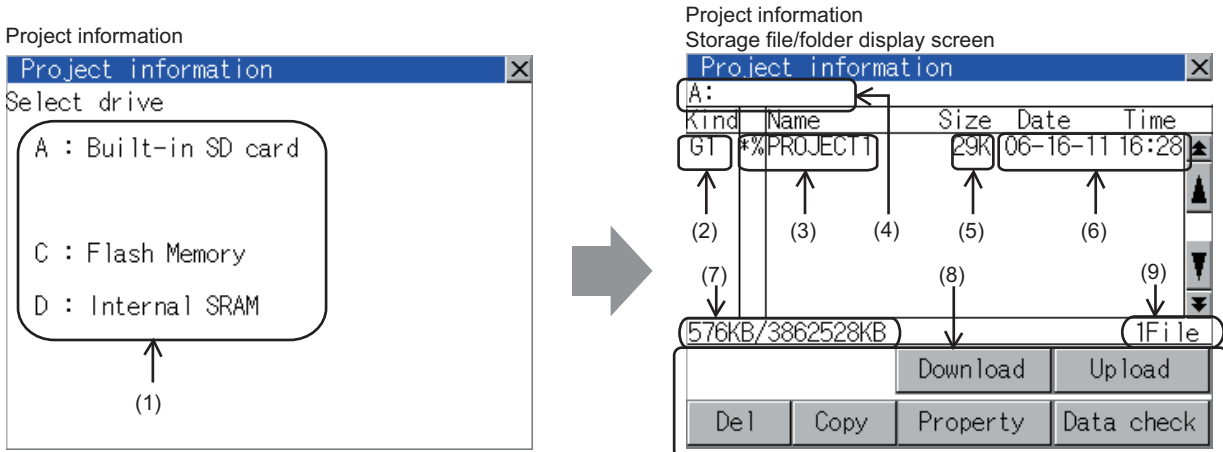 Project information
Project information
Select drive
A : Built-in SD card
C : Flash Memory
D : Internal SRAM
(1)
Project information
Storage file/folder display screen
Project information
A:
Kind Name Size Date Time
G1 *%PROJECT1 29K 06-16-11 16:28
(2) (3) (4) (5) (6)
(7) (8) (9)
576KB/3862528KB 1File
Download Upload
Del Copy Property Data check